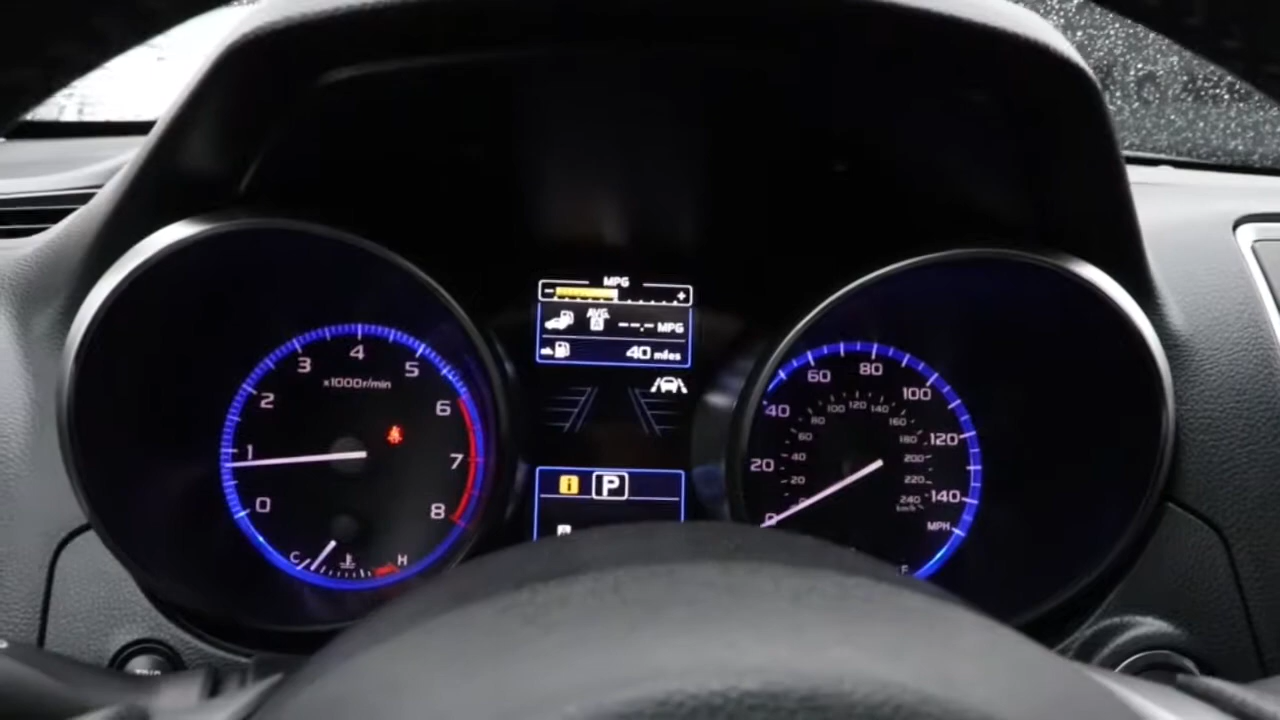 MPG
- +
AVG.
A --.- MPG
40 miles
i P
A
0
1
2
3
4
5
6
7
8
x1000r/min
C H
0
20
40
60
80
100
120
140
MPH
20
40
60
80
100
120
140
160
180
200
220
240
km/h
F